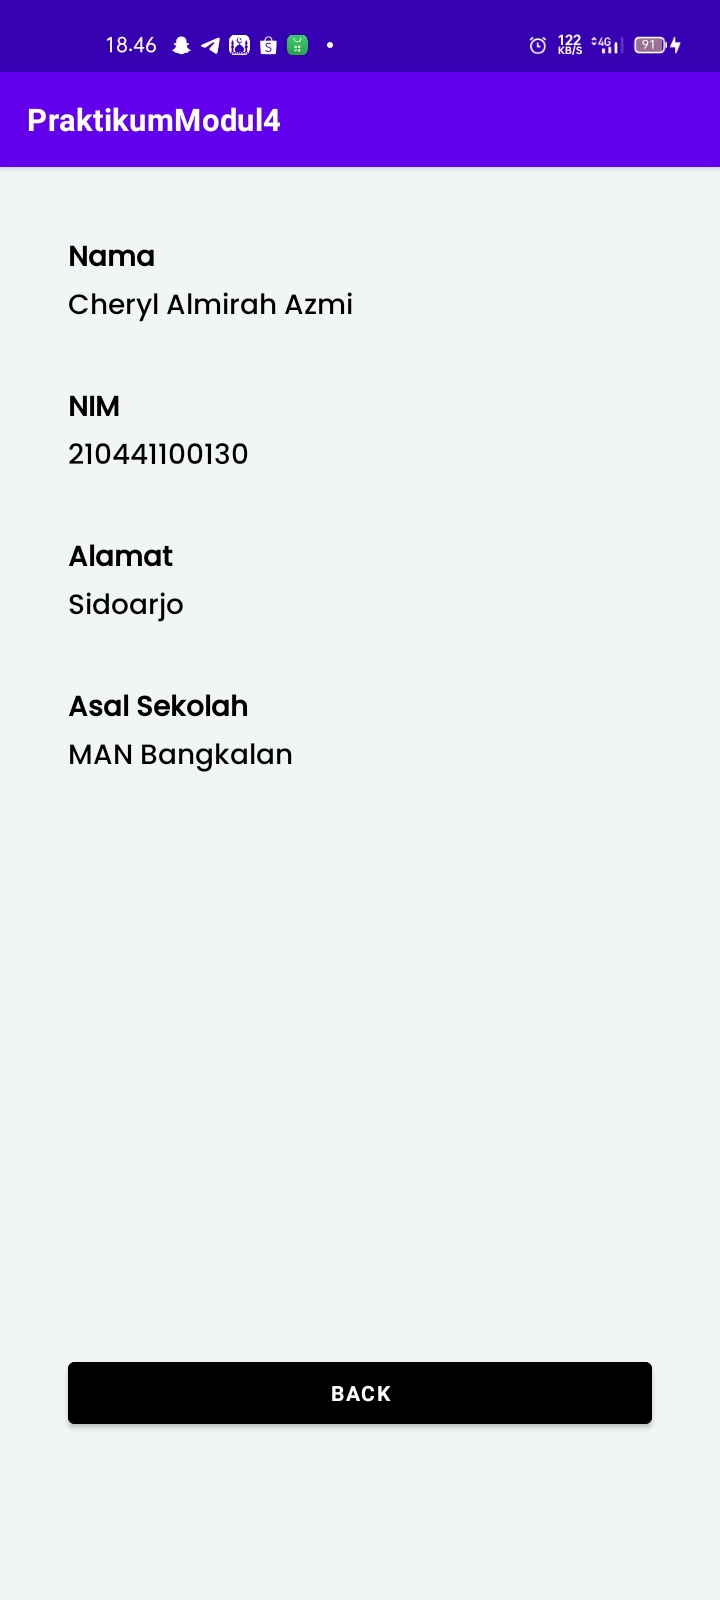 18.46 122 KB/S 4G 91
PraktikumModul4
Nama
Cheryl Almirah Azmi
NIM
210441100130
Alamat
Sidoarjo
Asal Sekolah
MAN Bangkalan
BACK